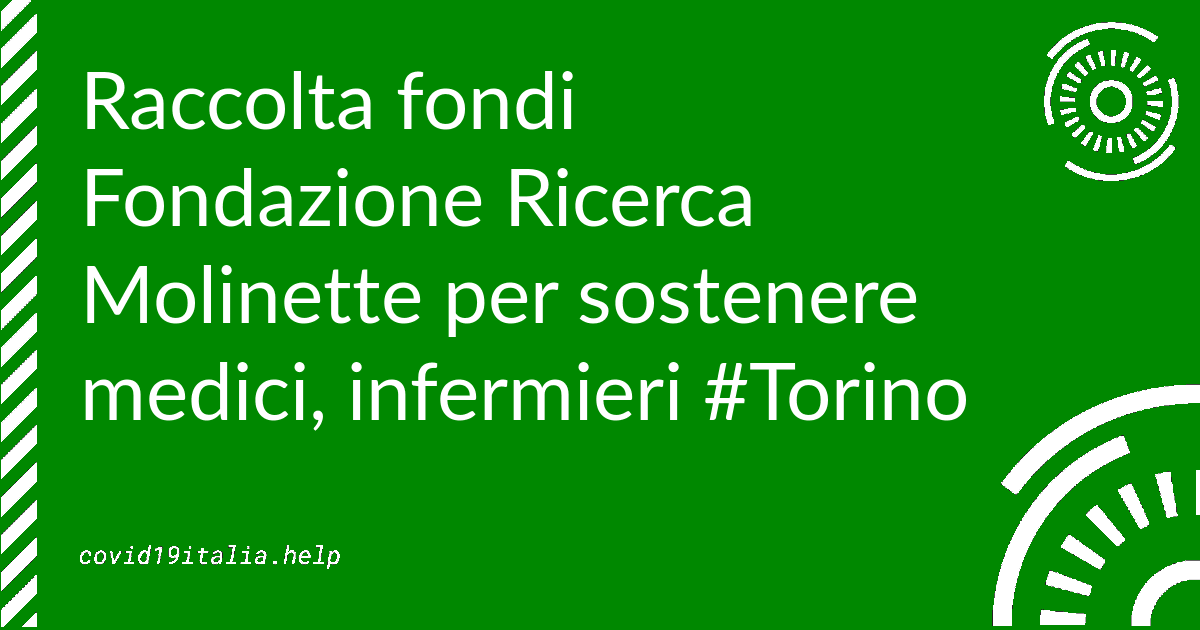 Raccolta fondi
Fondazione Ricerca
Molinette per sostenere
medici, infermieri #Torino
covid19italia.help